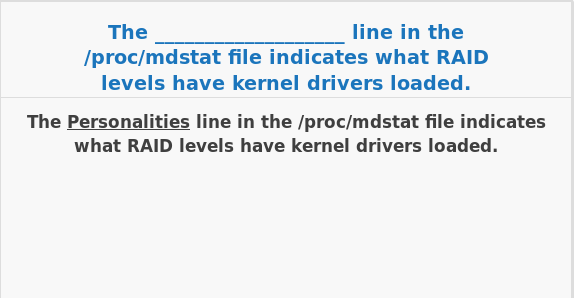 The ___________________ line in the
/proc/mdstat file indicates what RAID
levels have kernel drivers loaded.
The Personalities line in the /proc/mdstat file indicates
what RAID levels have kernel drivers loaded.